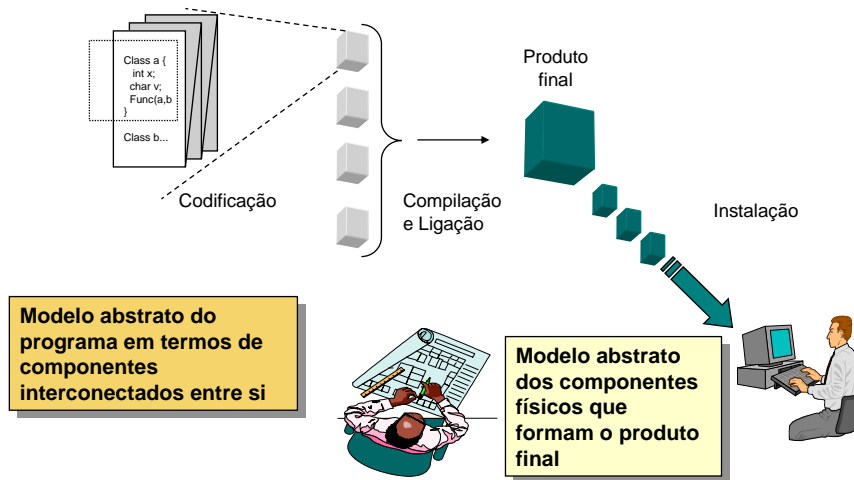 Class a {
int x;
char v;
Func(a,b
}
Class b...
Codificação
Compilação
e Ligação
Produto
final
Instalação
Modelo abstrato do
programa em termos de
componentes
interconectados entre si
Modelo abstrato
dos componentes
físicos que
formam o produto
final